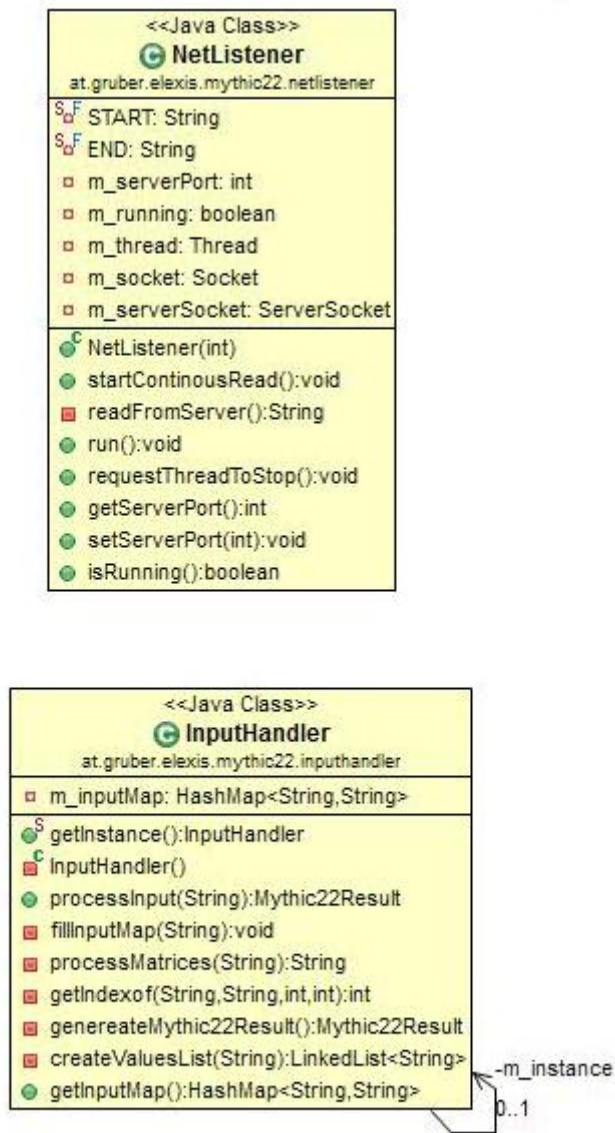 <<Java Class>>
C NetListener
at.gruber.elexis.mythic22.netlistener
S F START: String
S F END: String
m_serverPort: int
m_running: boolean
m_thread: Thread
m_socket: Socket
m_serverSocket: ServerSocket
C NetListener(int)
startContinousRead():void
readFromServer():String
run():void
requestThreadToStop():void
getServerPort():int
setServerPort(int):void
isRunning():boolean
<<Java Class>>
C InputHandler
at.gruber.elexis.mythic22.inputhandler
m_inputMap: HashMap<String,String>
S getInstance():InputHandler
C InputHandler()
processInput(String):Mythic22Result
fillInputMap(String):void
processMatrices(String):String
getIndexof(String,String,int,int):int
genereateMythic22Result():Mythic22Result
createValuesList(String):LinkedList<String>
getInputMap():HashMap<String,String>
-m_instance
0..1